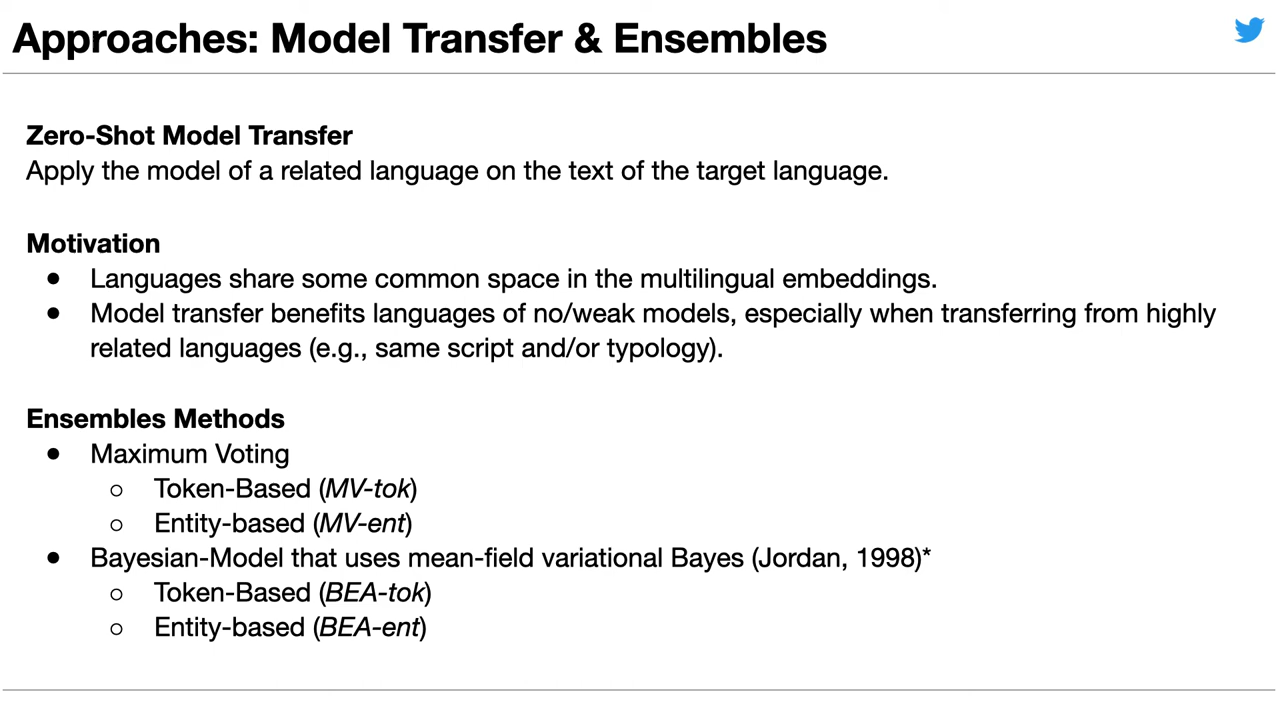 Approaches: Model Transfer & Ensembles
Zero-Shot Model Transfer
Apply the model of a related language on the text of the target language.
Motivation
● Languages share some common space in the multilingual embeddings.
● Model transfer benefits languages of no/weak models, especially when transferring from highly
related languages (e.g., same script and/or typology).
Ensembles Methods
● Maximum Voting
○ Token-Based (MV-tok)
○ Entity-based (MV-ent)
● Bayesian-Model that uses mean-field variational Bayes (Jordan, 1998)*
○ Token-Based (BEA-tok)
○ Entity-based (BEA-ent)